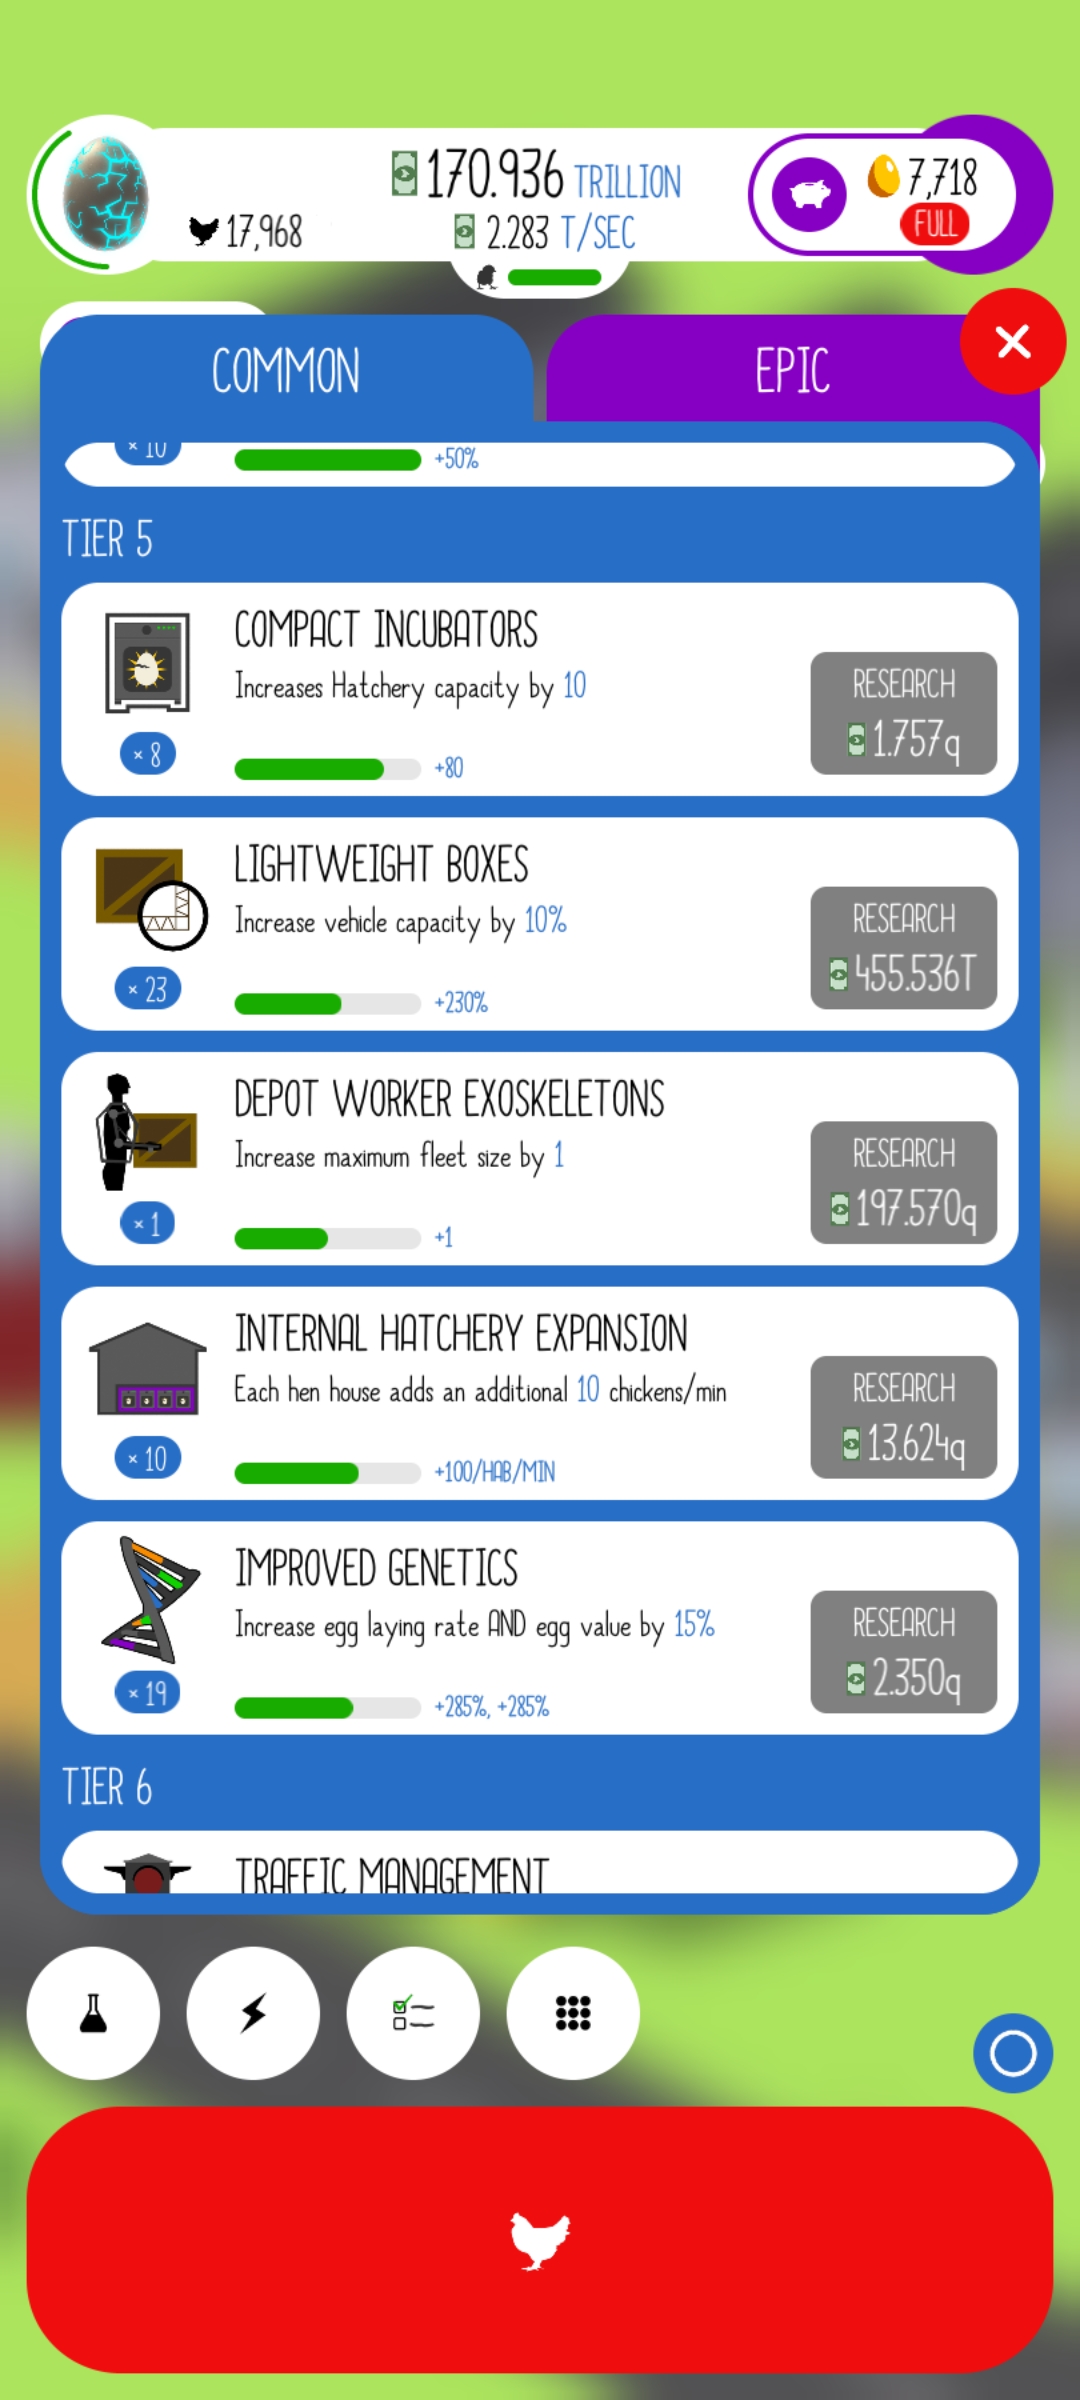 170.936 TRILLION
7,718
17,968
2.283 T/SEC
FULL
COMMON
EPIC
× 10
+50%
TIER 5
COMPACT INCUBATORS
Increases Hatchery capacity by 10
RESEARCH
1.757q
× 8
+80
LIGHTWEIGHT BOXES
Increase vehicle capacity by 10%
RESEARCH
455.536T
× 23
+230%
DEPOT WORKER EXOSKELETONS
Increase maximum fleet size by 1
RESEARCH
197.570q
× 1
+1
INTERNAL HATCHERY EXPANSION
Each hen house adds an additional 10 chickens/min
RESEARCH
13.624q
× 10
+100/HAB/MIN
IMPROVED GENETICS
Increase egg laying rate AND egg value by 15%
RESEARCH
2.350q
× 19
+285%, +285%
TIER 6
TRAFFIC MANAGEMENT